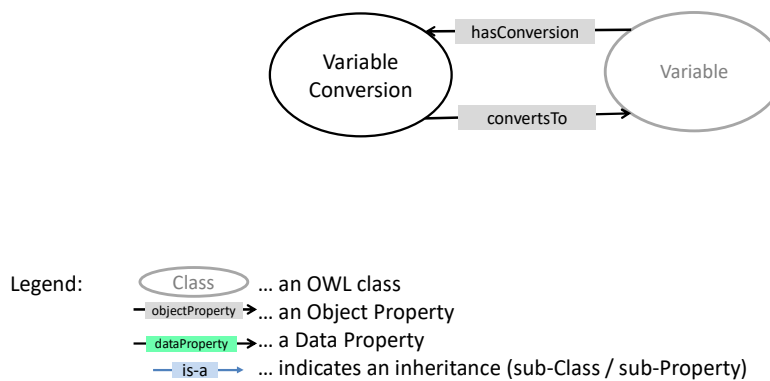 hasConversion
Variable
Conversion
Variable
convertsTo
Legend:
Class
... an OWL class
objectProperty
... an Object Property
dataProperty
... a Data Property
is-a
... indicates an inheritance (sub-Class / sub-Property)